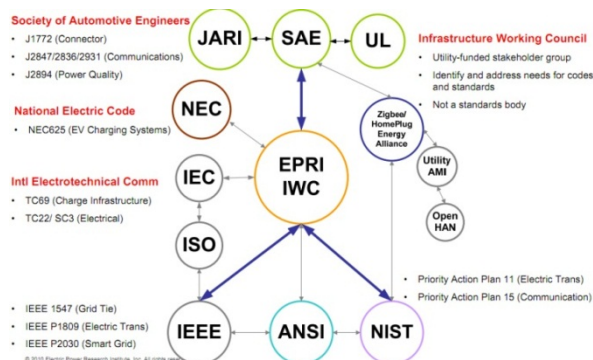 Society of Automotive Engineers
• J1772 (Connector)
• J2847/2836/2931 (Communications)
• J2894 (Power Quality)
JARI
SAE
UL
Infrastructure Working Council
• Utility-funded stakeholder group
• Identify and address needs for codes
and standards
• Not a standards body
National Electric Code
• NEC625 (EV Charging Systems)
NEC
Zigbee/
HomePlug
Energy
Alliance
Utility
AMI
Open
HAN
Intl Electrotechnical Comm
• TC69 (Charge Infrastructure)
• TC22/ SC3 (Electrical)
IEC
EPRI
IWC
ISO
• Priority Action Plan 11 (Electric Trans)
• Priority Action Plan 15 (Communication)
• IEEE 1547 (Grid Tie)
• IEEE P1809 (Electric Trans)
• IEEE P2030 (Smart Grid)
IEEE
ANSI
NIST
© 2010 Electric Power Research Institute, Inc. All rights reserved